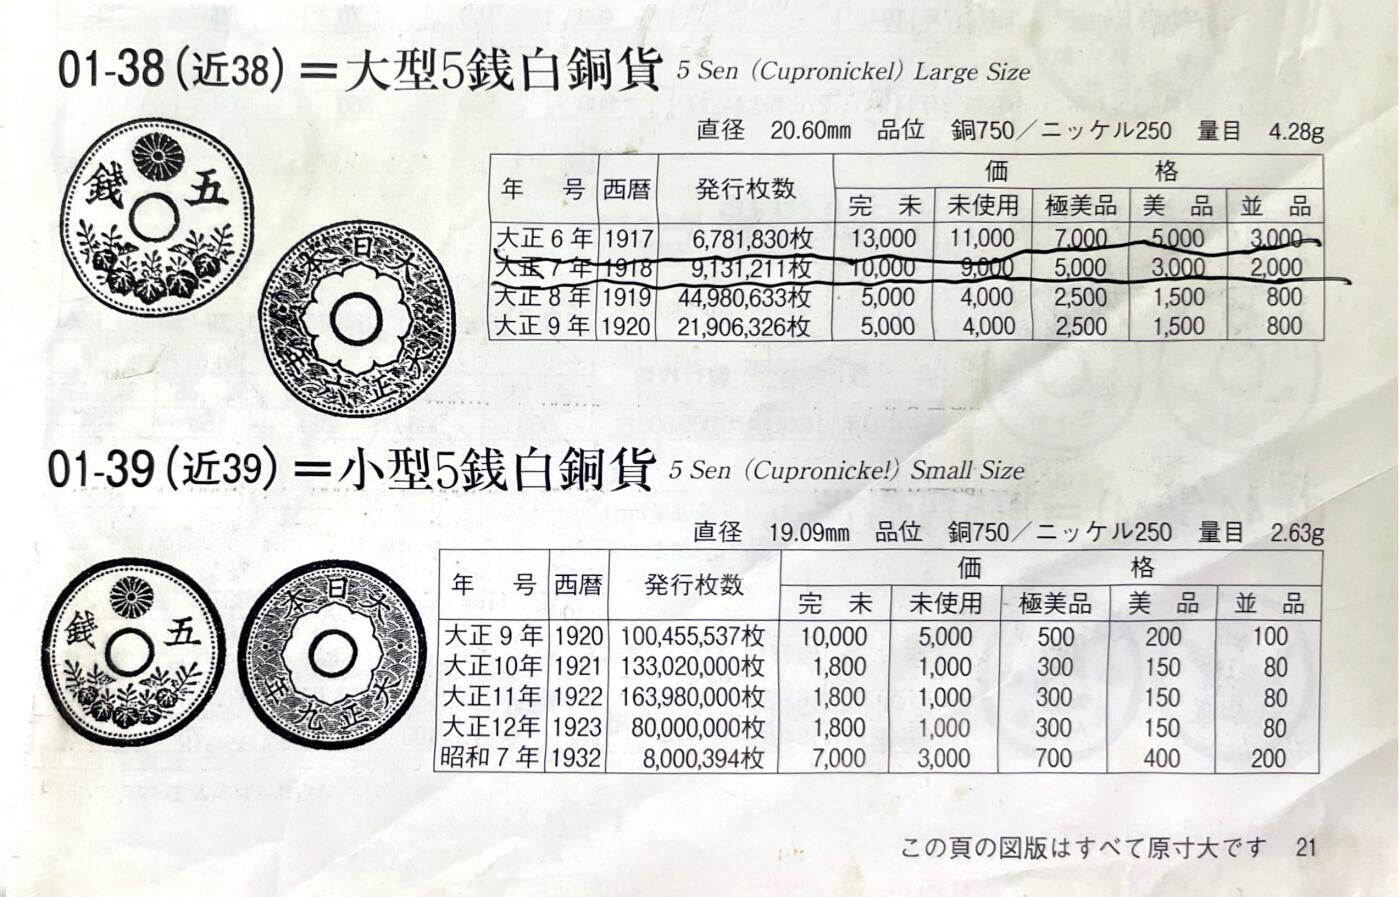 01-38(近38)=大型5銭白銅貨 5 Sen (Cupronickel) Large Size
直径 20.60mm 品位 銅750/ニッケル250 量目 4.28g
銭 五
日本
大正六年
年 号 西暦 発行枚数 価 格
完 未 未使用 極美品 美 品 並 品
大正6年 1917 6,781,830枚 13,000 11,000 7,000 5,000 3,000
大正7年 1918 9,131,211枚 10,000 9,000 5,000 3,000 2,000
大正8年 1919 44,980,633枚 5,000 4,000 2,500 1,500 800
大正9年 1920 21,906,326枚 5,000 4,000 2,500 1,500 800
01-39(近39)=小型5銭白銅貨 5 Sen (Cupronickel) Small Size
直径 19.09mm 品位 銅750/ニッケル250 量目 2.63g
銭 五
大日本
大正九年
年 号 西暦 発行枚数 価 格
完 未 未使用 極美品 美 品 並 品
大正9年 1920 100,455,537枚 10,000 5,000 500 200 100
大正10年 1921 133,020,000枚 1,800 1,000 300 150 80
大正11年 1922 163,980,000枚 1,800 1,000 300 150 80
大正12年 1923 80,000,000枚 1,800 1,000 300 150 80
昭和7年 1932 8,000,394枚 7,000 3,000 700 400 200
この頁の図版はすべて原寸大です 21